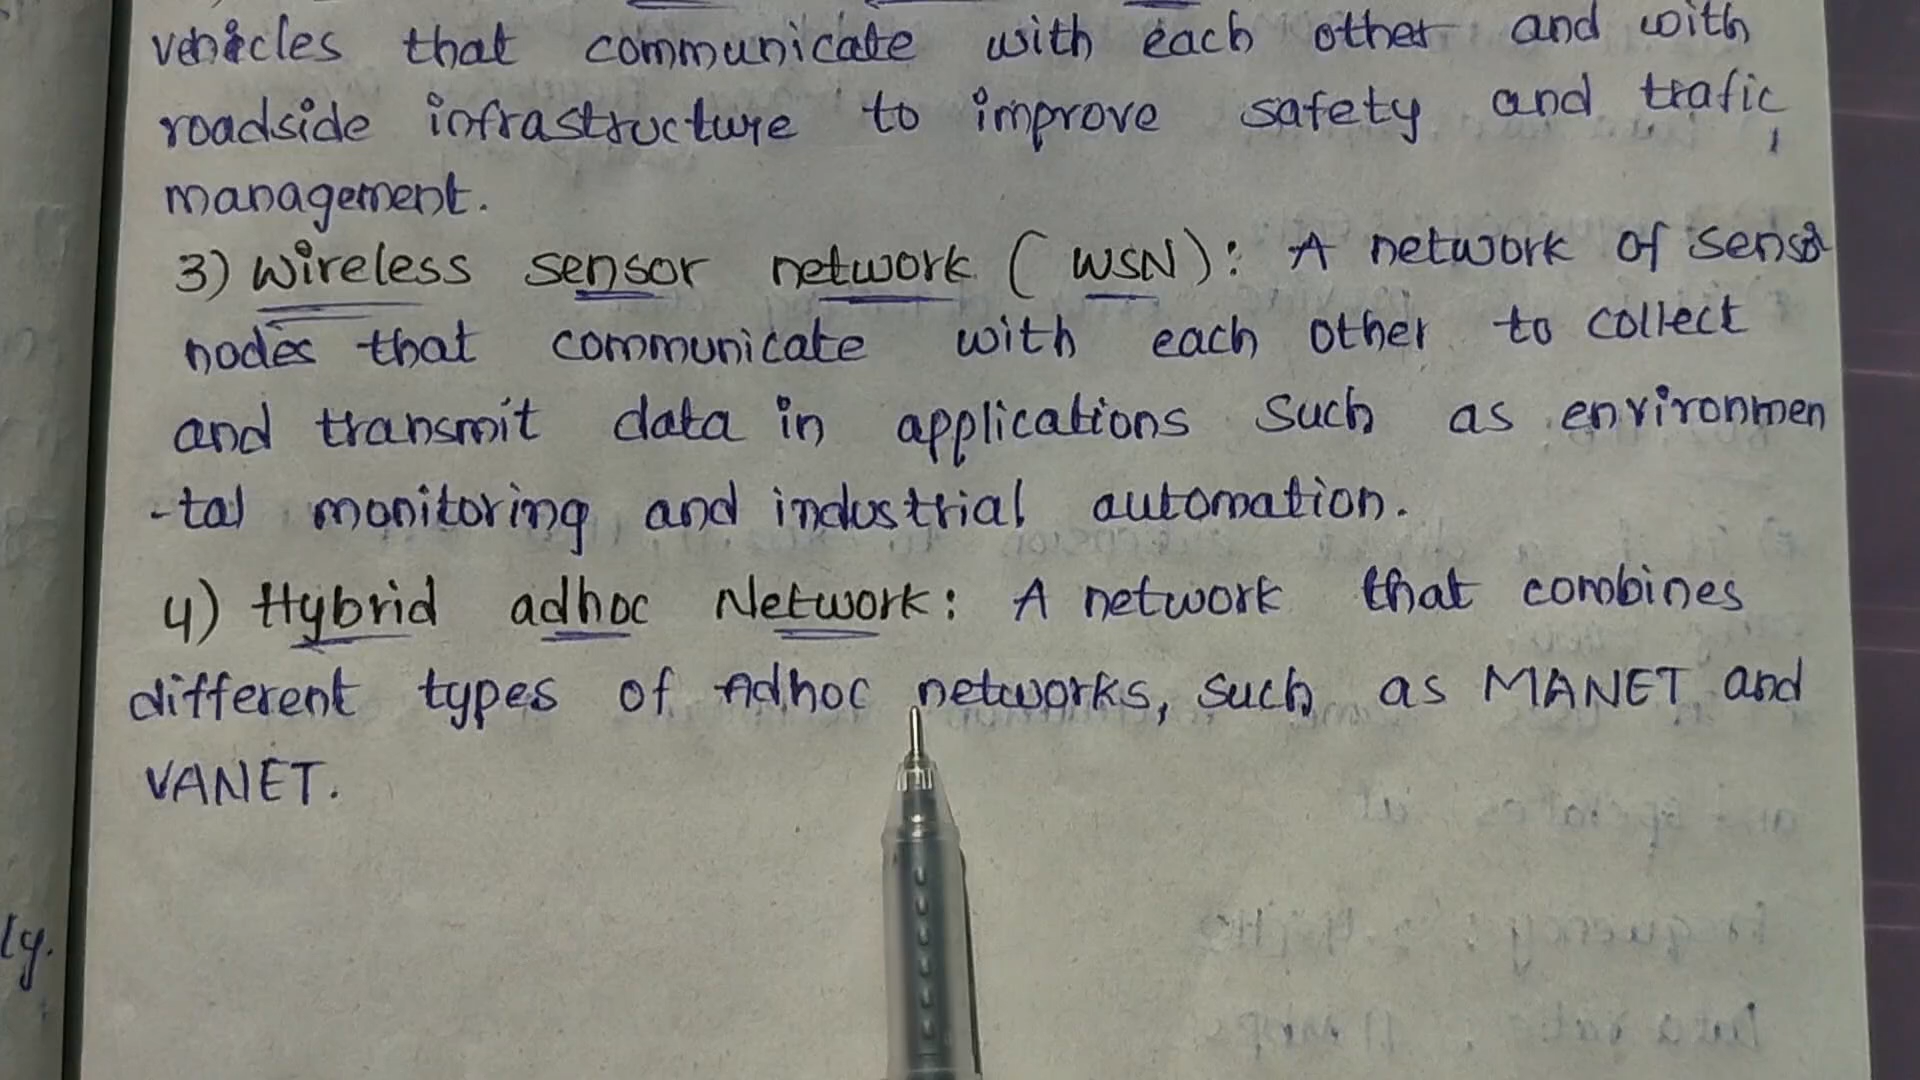 vehicles that communicate with each other and with
roadside infrastructure to improve safety and trafic
management.
3) Wireless sensor network (WSN): A network of sensor
nodes that communicate with each other to collect
and transmit data in applications such as environmen
-tal monitoring and industrial automation.
4) Hybrid adhoc Network: A network that combines
different types of Adhoc networks, such as MANET and
VANET.
ly.